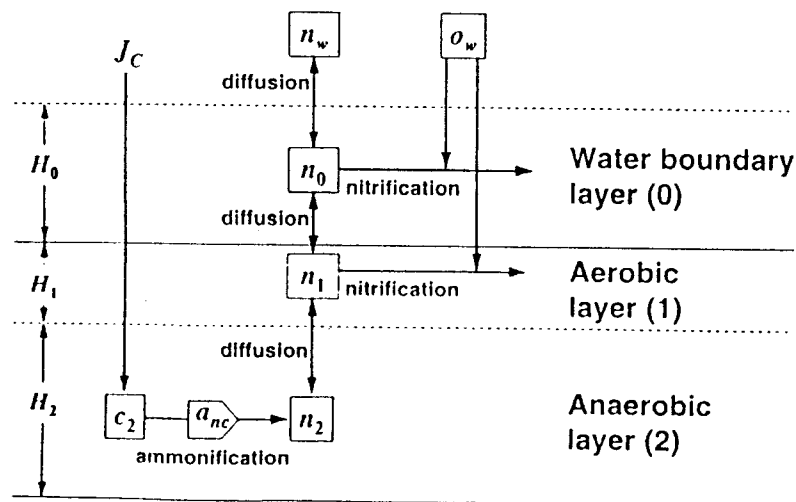 n_w
o_w
J_C
diffusion
H_0
n_0
nitrification
Water boundary
layer (0)
diffusion
H_1
n_1
nitrification
Aerobic
layer (1)
diffusion
H_2
c_2
a_nc
n_2
ammonification
Anaerobic
layer (2)